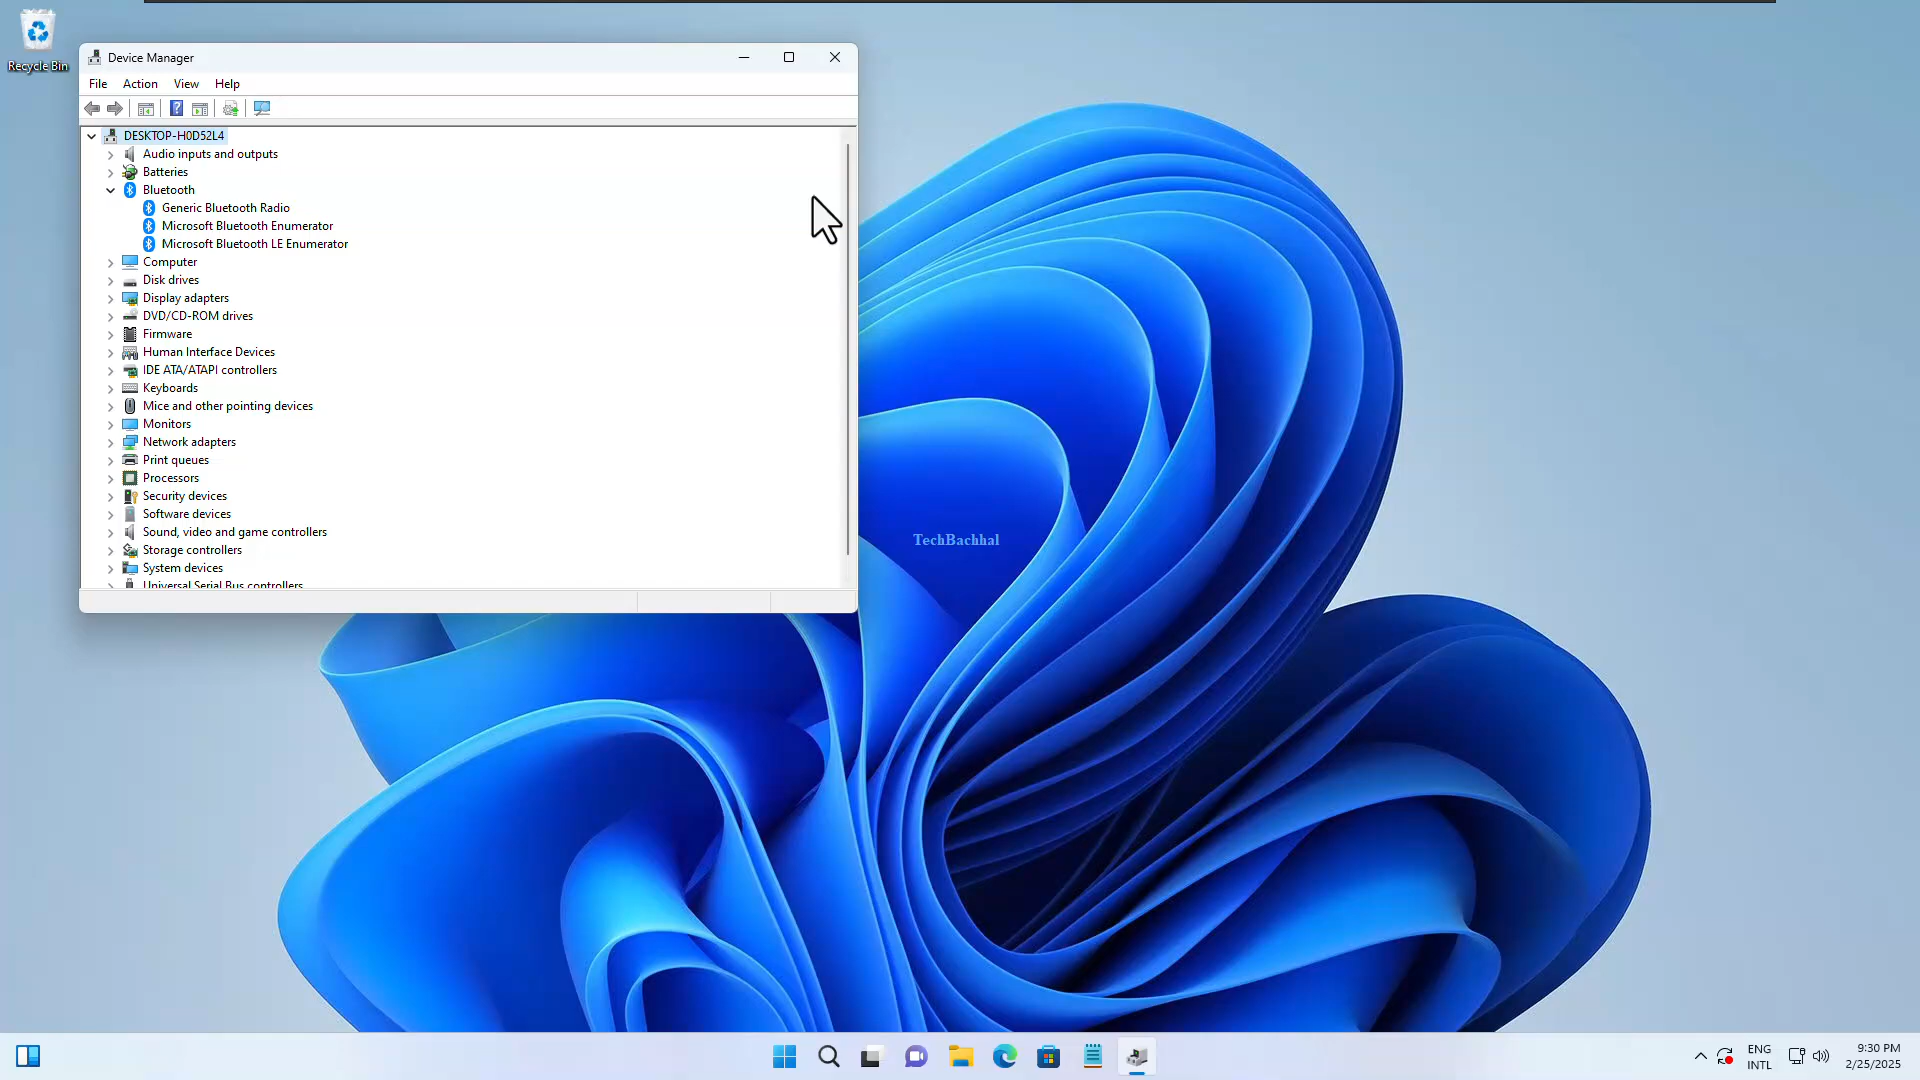 Recycle Bin
Device Manager
File Action View Help
DESKTOP-H0D52L4
Audio inputs and outputs
Batteries
Bluetooth
Generic Bluetooth Radio
Microsoft Bluetooth Enumerator
Microsoft Bluetooth LE Enumerator
Computer
Disk drives
Display adapters
DVD/CD-ROM drives
Firmware
Human Interface Devices
IDE ATA/ATAPI controllers
Keyboards
Mice and other pointing devices
Monitors
Network adapters
Print queues
Processors
Security devices
Software devices
Sound, video and game controllers
Storage controllers
System devices
Universal Serial Bus controllers
TechBachhal
ENG
INTL
9:30 PM
2/25/2025